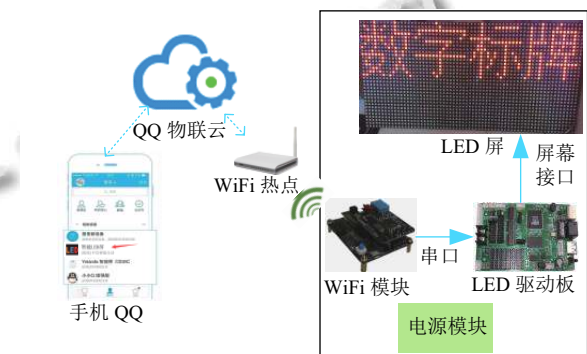 数字标牌
QQ 物联云
LED 屏
屏幕
接口
WiFi 热点
串口
WiFi 模块
LED 驱动板
手机 QQ
电源模块